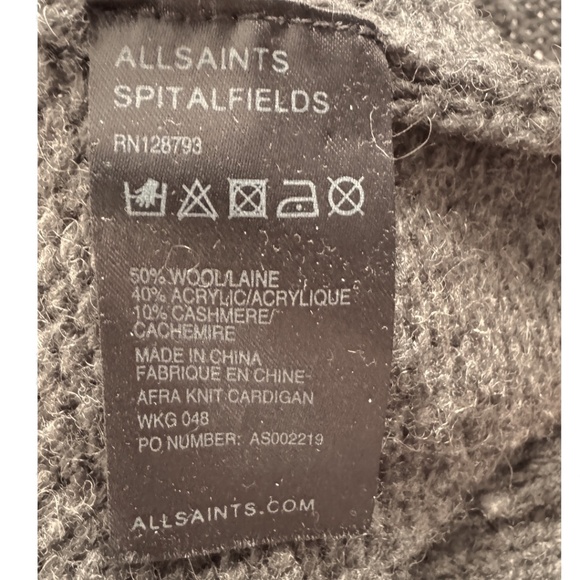 ALLSAINTS
SPITALFIELDS
RN128793
50% WOOL/LAINE
40% ACRYLIC/ACRYLIQUE
10% CASHMERE/
CACHEMIRE
MADE IN CHINA
FABRIQUE EN CHINE
AFRA KNIT CARDIGAN
WKG 048
PO NUMBER: AS002219
ALLSAINTS.COM